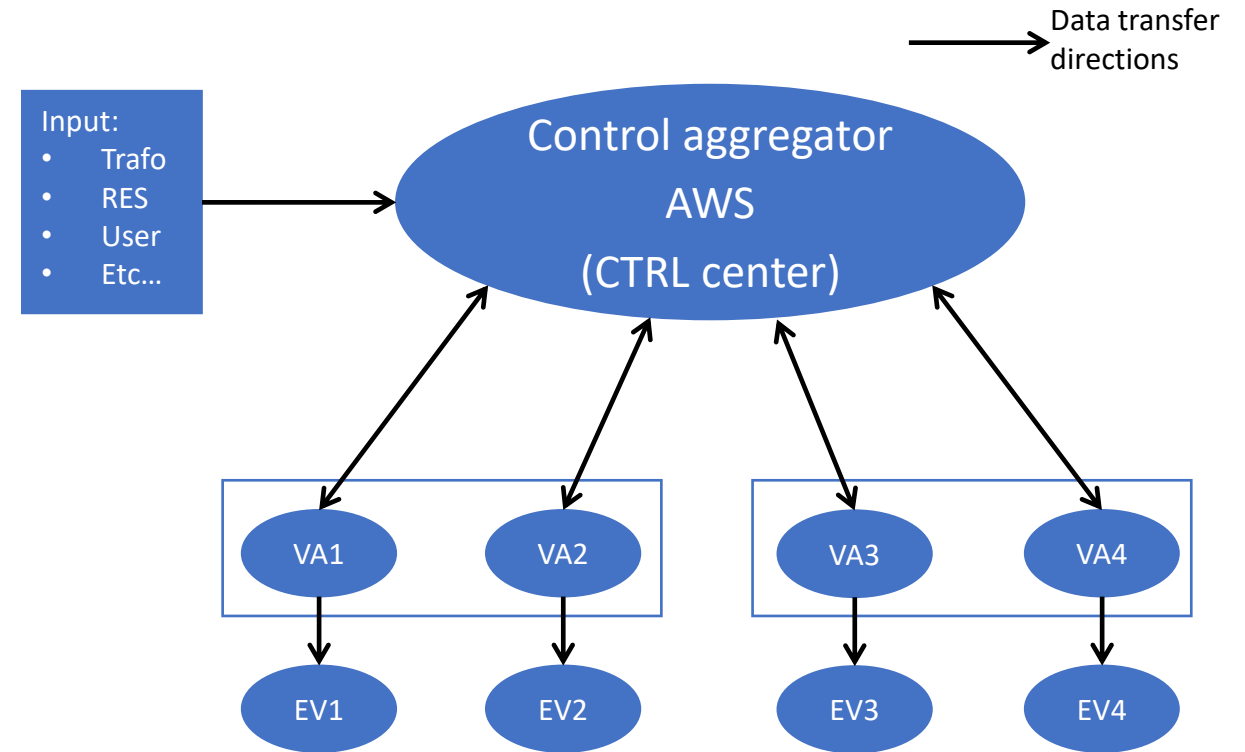 Data transfer
directions
Input:
• Trafo
• RES
• User
• Etc...
Control aggregator
AWS
(CTRL center)
VA1
VA2
VA3
VA4
EV1
EV2
EV3
EV4